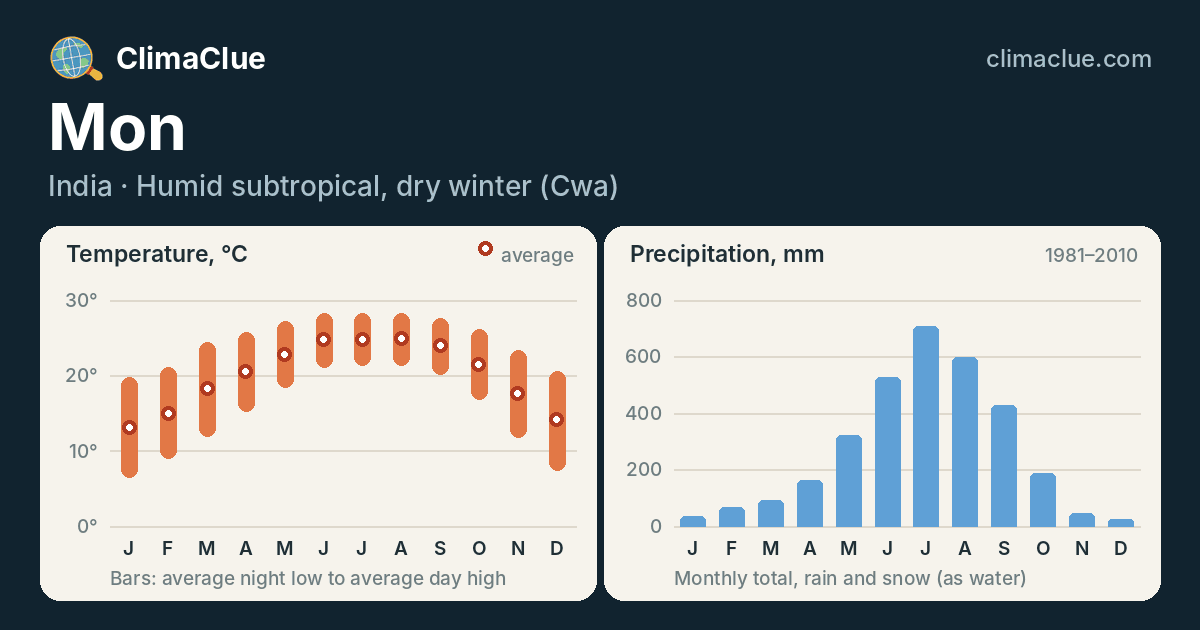 ClimaClue
climaclue.com
Mon
India · Humid subtropical, dry winter (Cwa)
Temperature, °C
average
30°
20°
10°
0°
J F M A M J J A S O N D
Bars: average night low to average day high
Precipitation, mm
1981–2010
800
600
400
200
0
J F M A M J J A S O N D
Monthly total, rain and snow (as water)